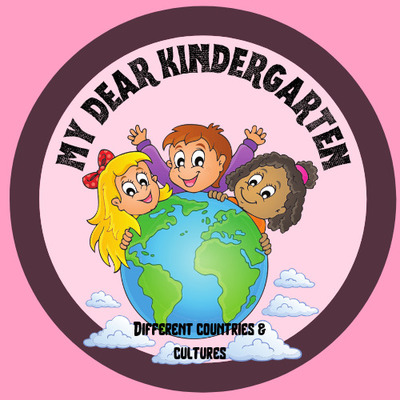 MY DEAR KINDERGARTEN
DIFFERENT COUNTRIES &
CULTURES